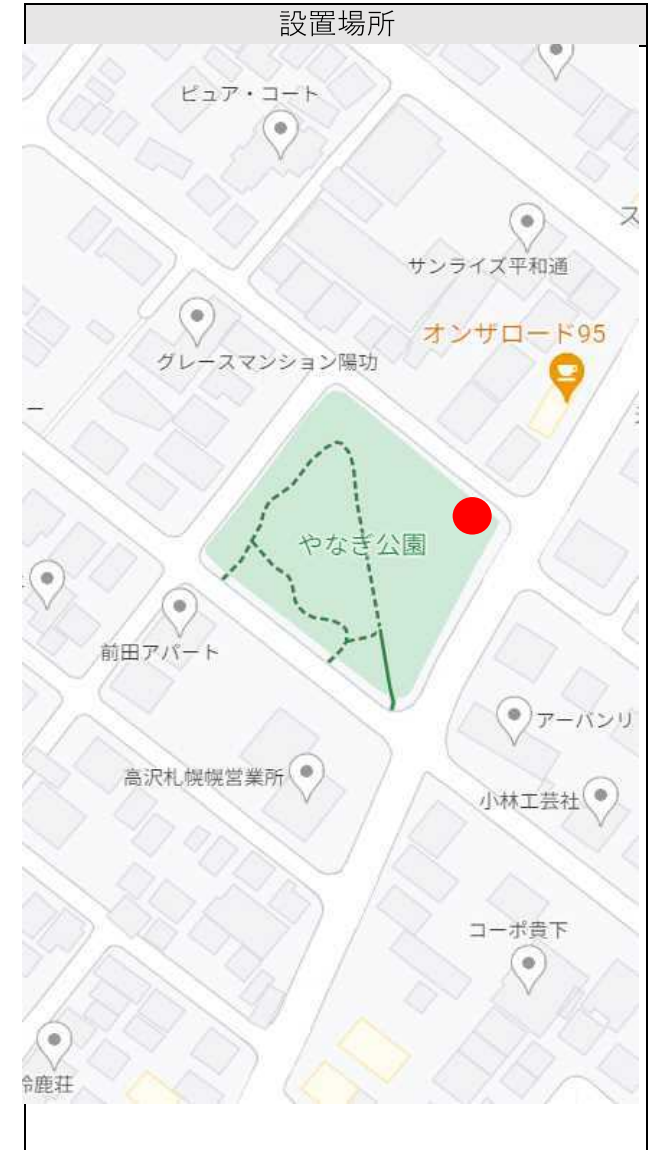 設置場所
ピュア・コート
ス
サンライズ平和通
オンザロード95
グレースマンション陽功
やなぎ公園
前田アパート
アーバンリ
高沢札幌幌営業所
小林工芸社
コーポ貴下
鈴鹿荘